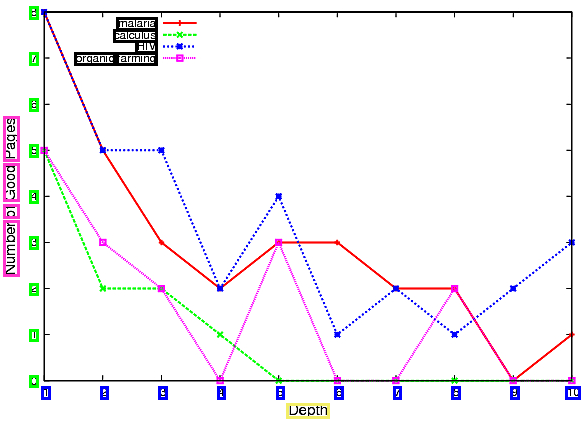 malaria
calculus
HIV
organic farming
8
7
6
5
4
3
2
1
0
Number of Good Pages
1 2 3 4 5 6 7 8 9 10
Depth